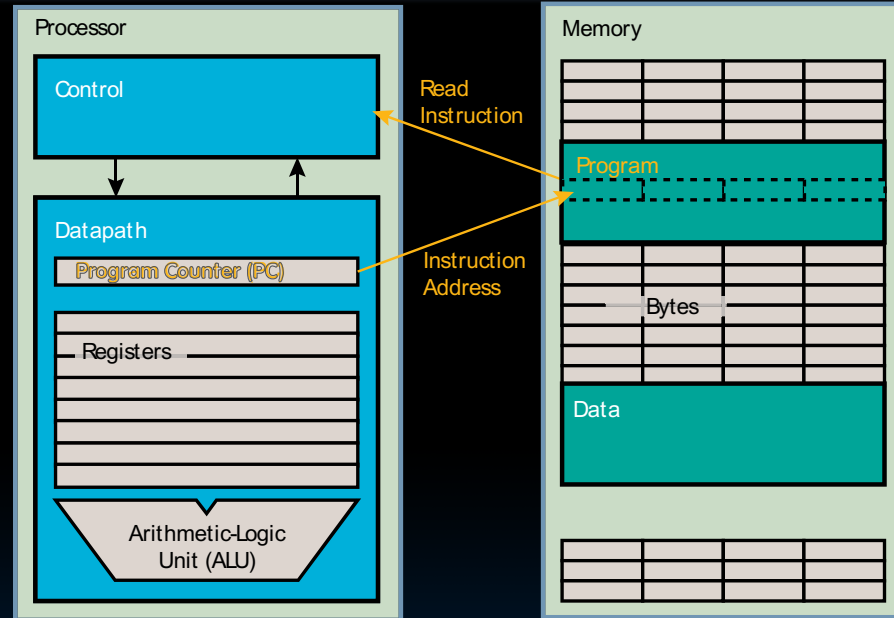 Processor
Control
Datapath
Program Counter (PC)
Registers
Arithmetic-Logic
Unit (ALU)
Read
Instruction
Instruction
Address
Memory
Program
Bytes
Data